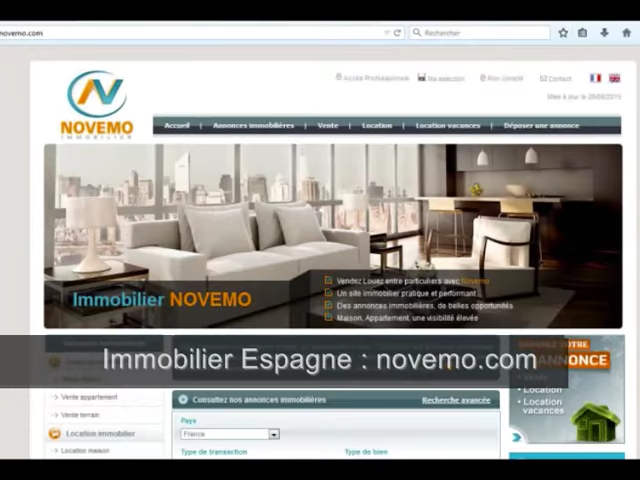 novemo.com
Rechercher
Accès Professionnels
Ma sélection
Mon compte
Contact
NOVEMO
IMMOBILIER
Accueil | Annonces immobilières | Vente | Location | Location vacances | Déposer une annonce
Vendez Louez entre particuliers avec Novemo
Un site immobilier pratique et performant
Des annonces immobilières, de belles opportunités
Maison, Appartement, une visibilité élevée
Immobilier NOVEMO
Immobilier Espagne : novemo.com
Vente appartement
Vente terrain
Location immobilier
Location maison
Consultez nos annonces immobilières
Recherche avancée
Pays
France
Type de transaction
Type de bien
• Location
• Location
vacances